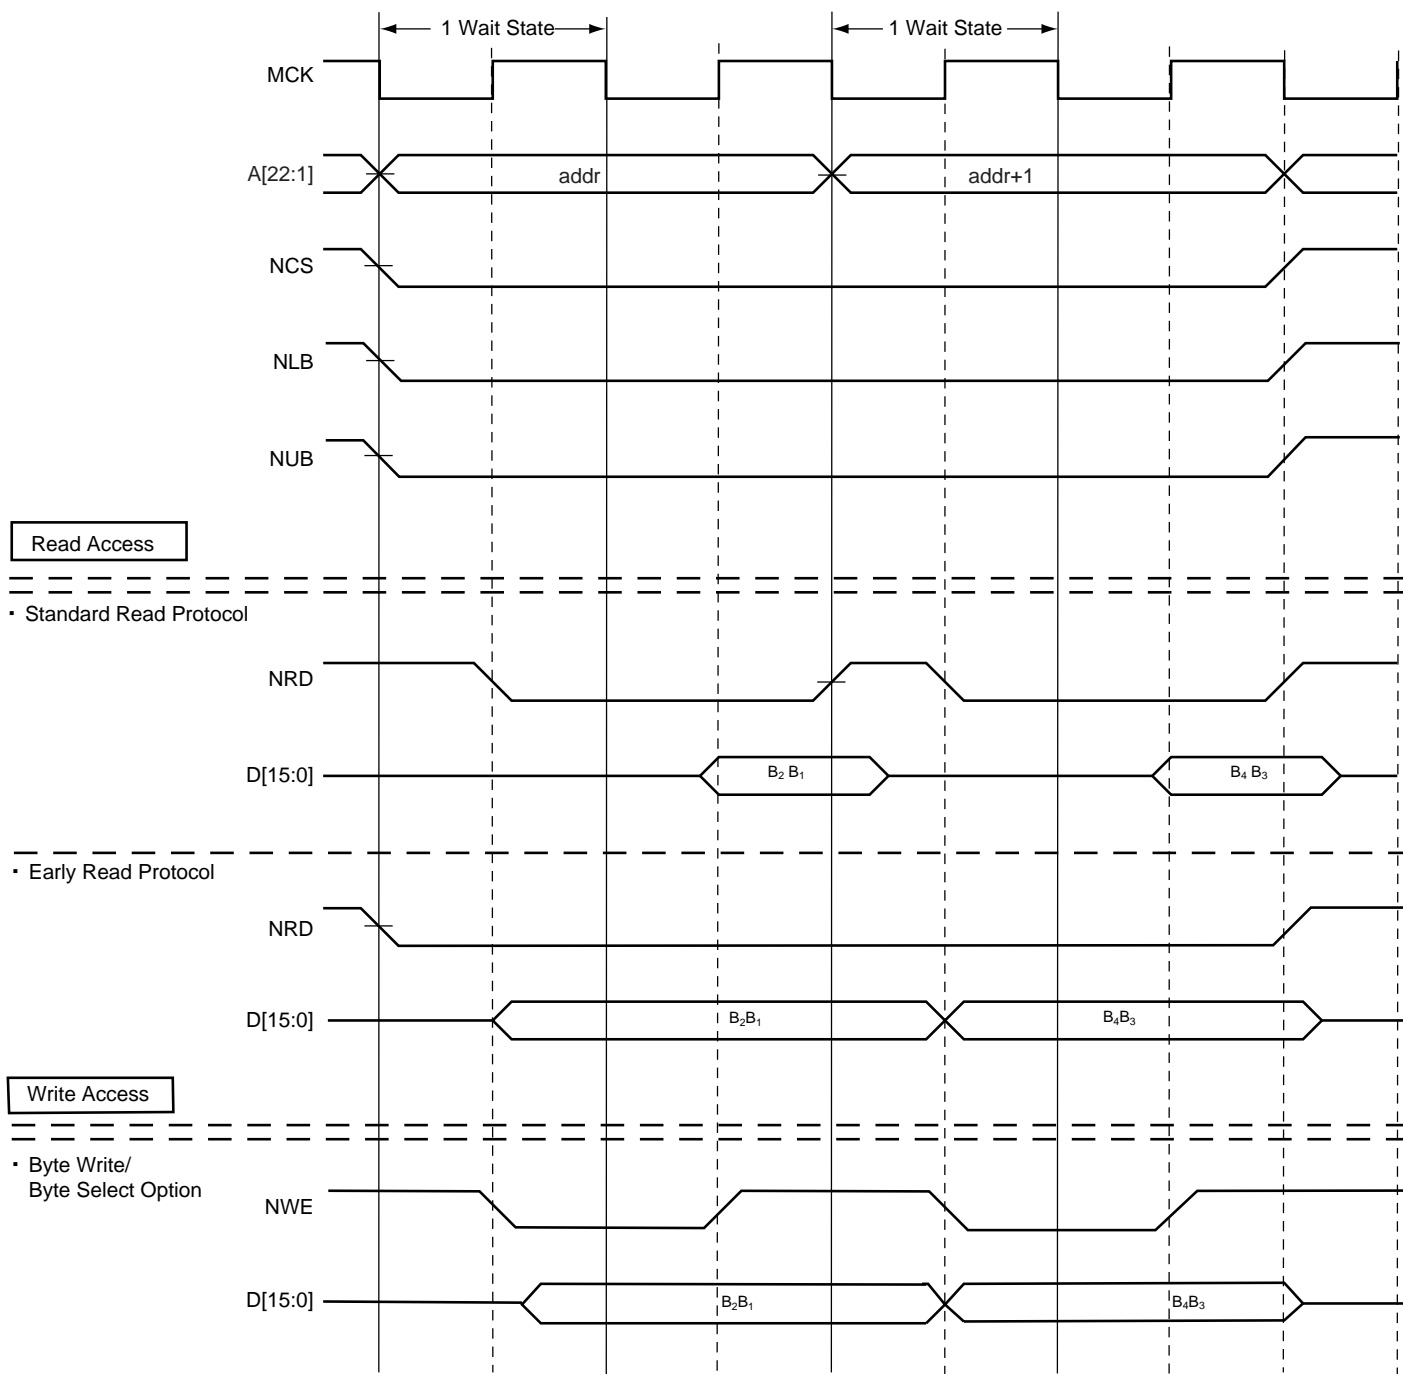 1 Wait State 1 Wait State
MCK
A[22:1] addr addr+1
NCS
NLB
NUB
Read Access
· Standard Read Protocol
NRD
D[15:0] B₂ B₁ B₄ B₃
· Early Read Protocol
NRD
D[15:0] B₂B₁ B₄B₃
Write Access
· Byte Write/
Byte Select Option
NWE
D[15:0] B₂B₁ B₄B₃